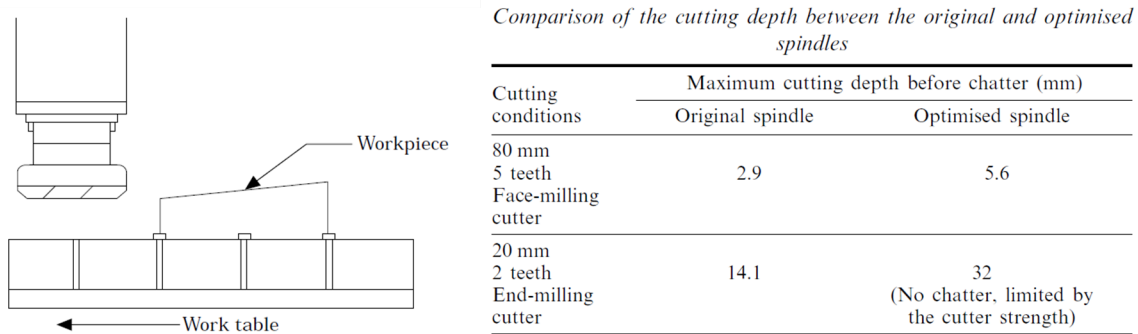 Workpiece
Work table
Comparison of the cutting depth between the original and optimised
spindles
Cutting
conditions
Maximum cutting depth before chatter (mm)
Original spindle Optimised spindle
80 mm
5 teeth 2.9 5.6
Face-milling
cutter
20 mm
2 teeth 14.1 32
End-milling (No chatter, limited by
cutter the cutter strength)